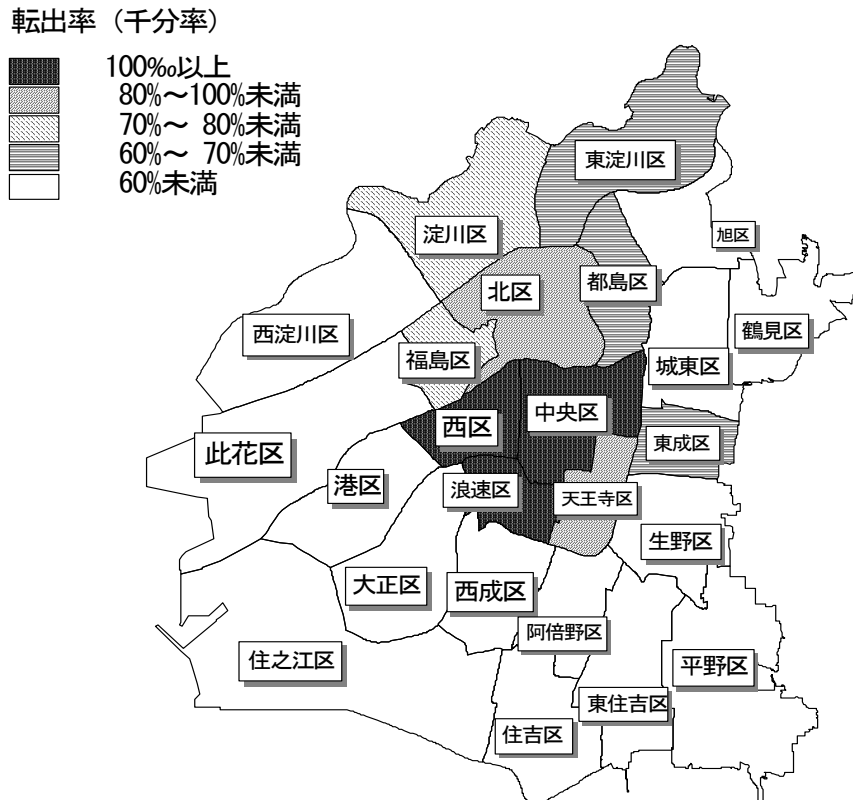 転出率（千分率）
100‰以上
80%～100%未満
70%～ 80%未満
60%～ 70%未満
60%未満
東淀川区
淀川区
旭区
北区
都島区
西淀川区
福島区
城東区
鶴見区
西区
中央区
東成区
此花区
港区
浪速区
天王寺区
生野区
大正区
西成区
阿倍野区
住之江区
平野区
東住吉区
住吉区